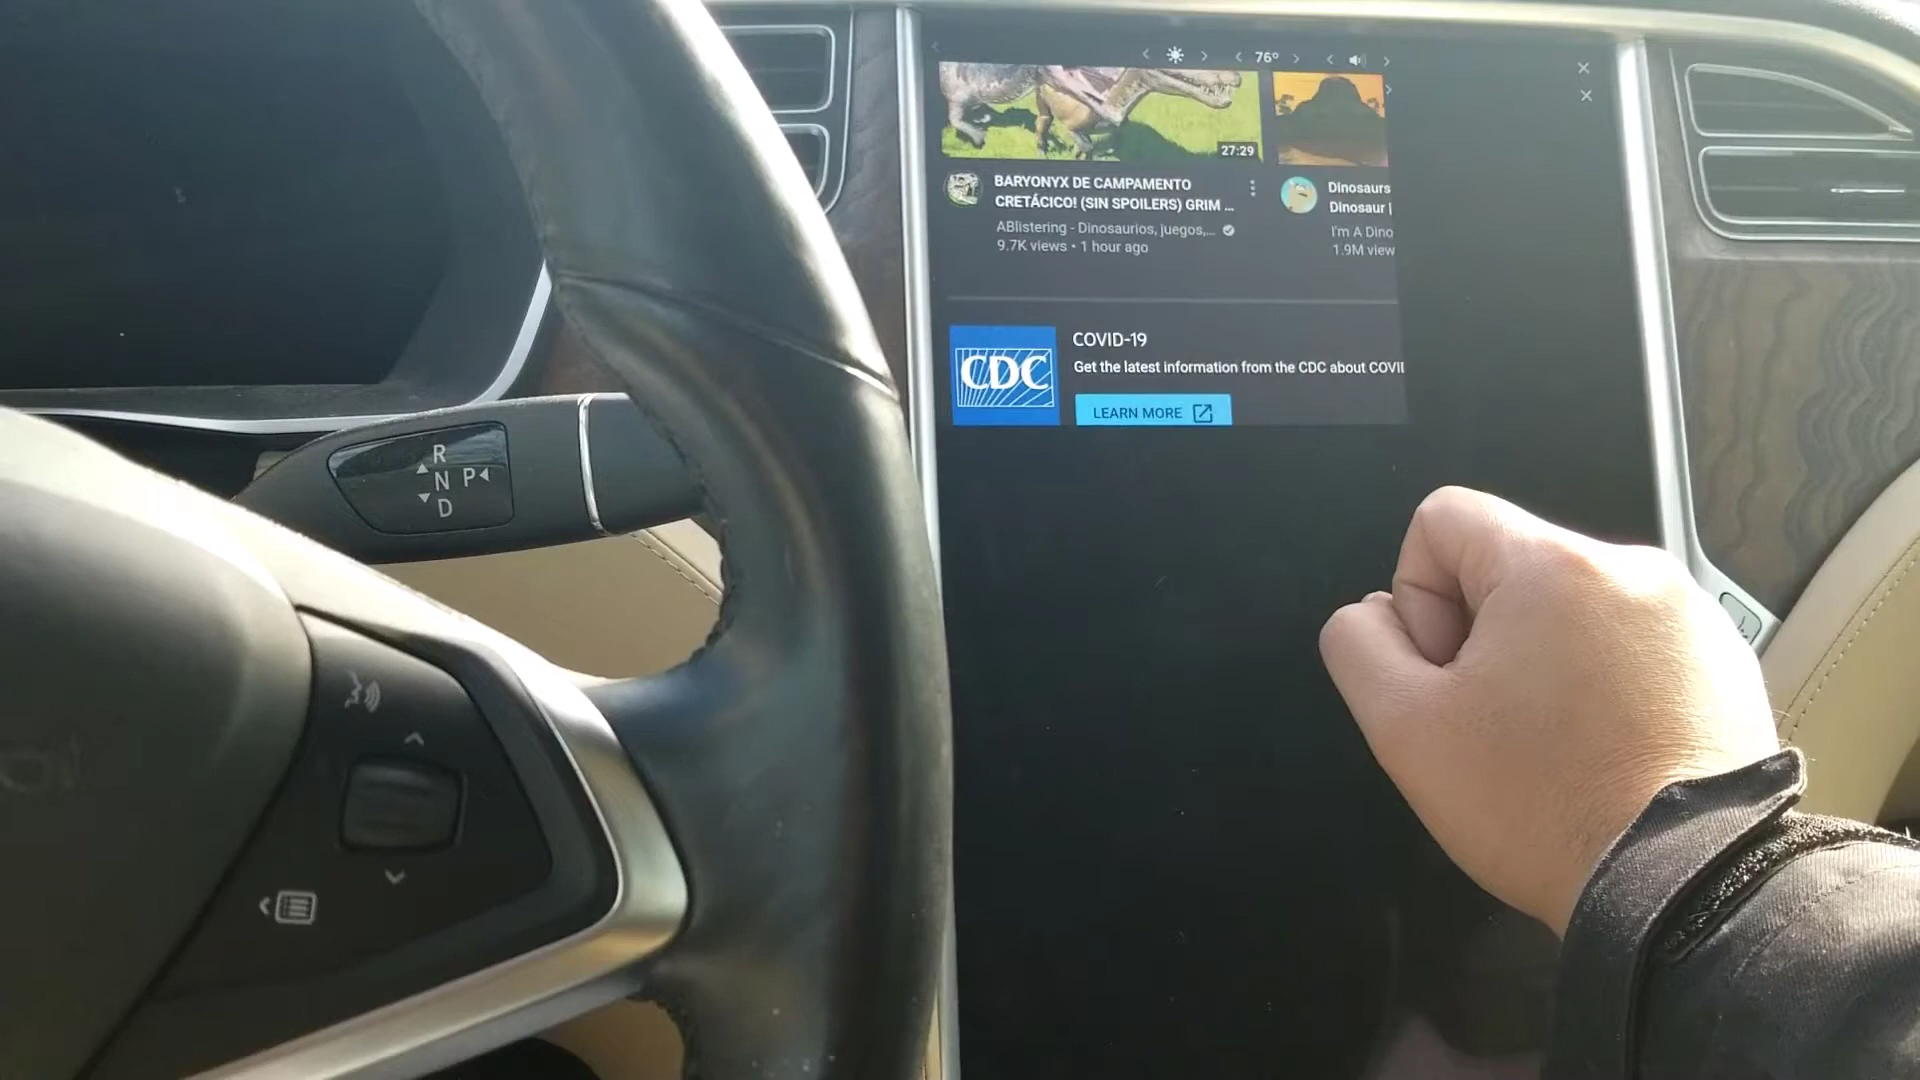 76°
27:29
BARYONYX DE CAMPAMENTO
CRETÁCICO! (SIN SPOILERS) GRIM ...
ABlistering - Dinosaurios, juegos,...
9.7K views • 1 hour ago
Dinosaurs
Dinosaur |
I'm A Dino
1.9M view
CDC
COVID-19
Get the latest information from the CDC about COVI
LEARN MORE
R
N P
D